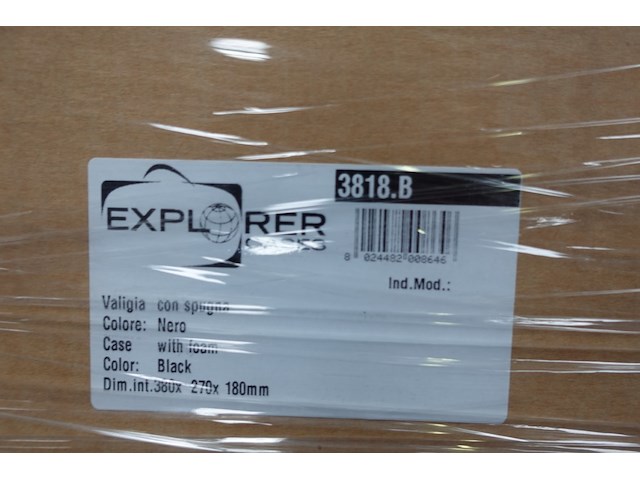 EXPLORER
CASES
3818.B
8 024482 008646
Ind.Mod.:
Valigia con spugna
Colore: Nero
Case with foam
Color: Black
Dim.int.380x 270x 180mm